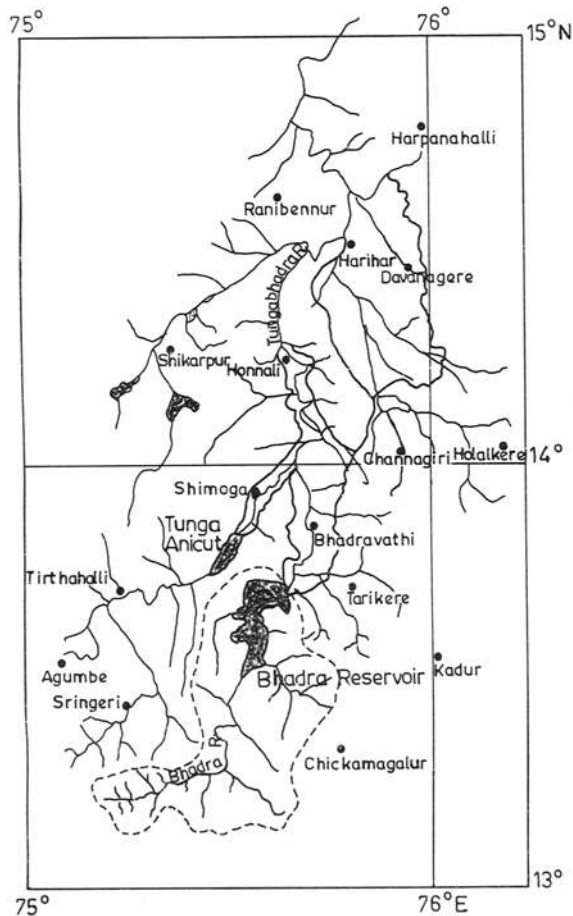 75°
76°
15°N
Harpanahalli
Ranibennur
Tungabhadra R.
Harihar
Davanagere
Shikarpur
Honnali
Channagiri
Holalkere
14°
Shimoga
Tunga
Anicut
Bhadravathi
Tirthahalli
Tarikere
Agumbe
Bhadra Reservoir
Kadur
Sringeri
Bhadra R.
Chickamagalur
13°
75°
76°E